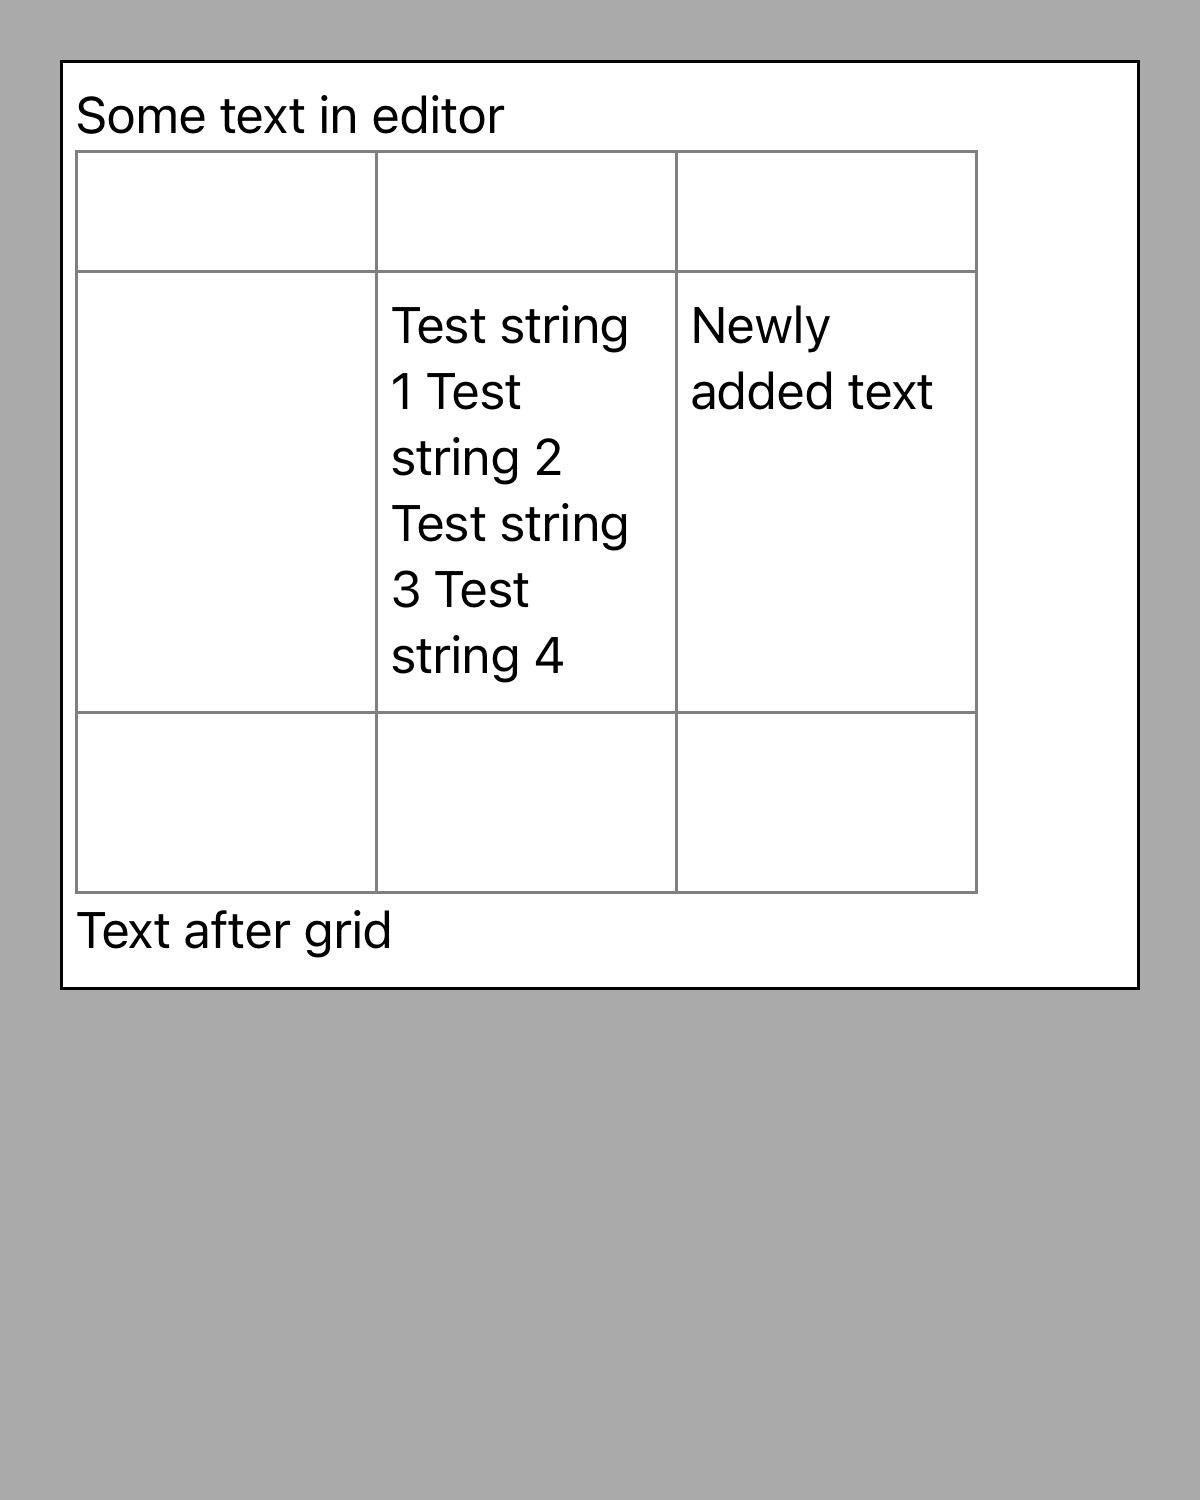 Some text in editor
Test string
1 Test
string 2
Test string
3 Test
string 4
Newly
added text
Text after grid